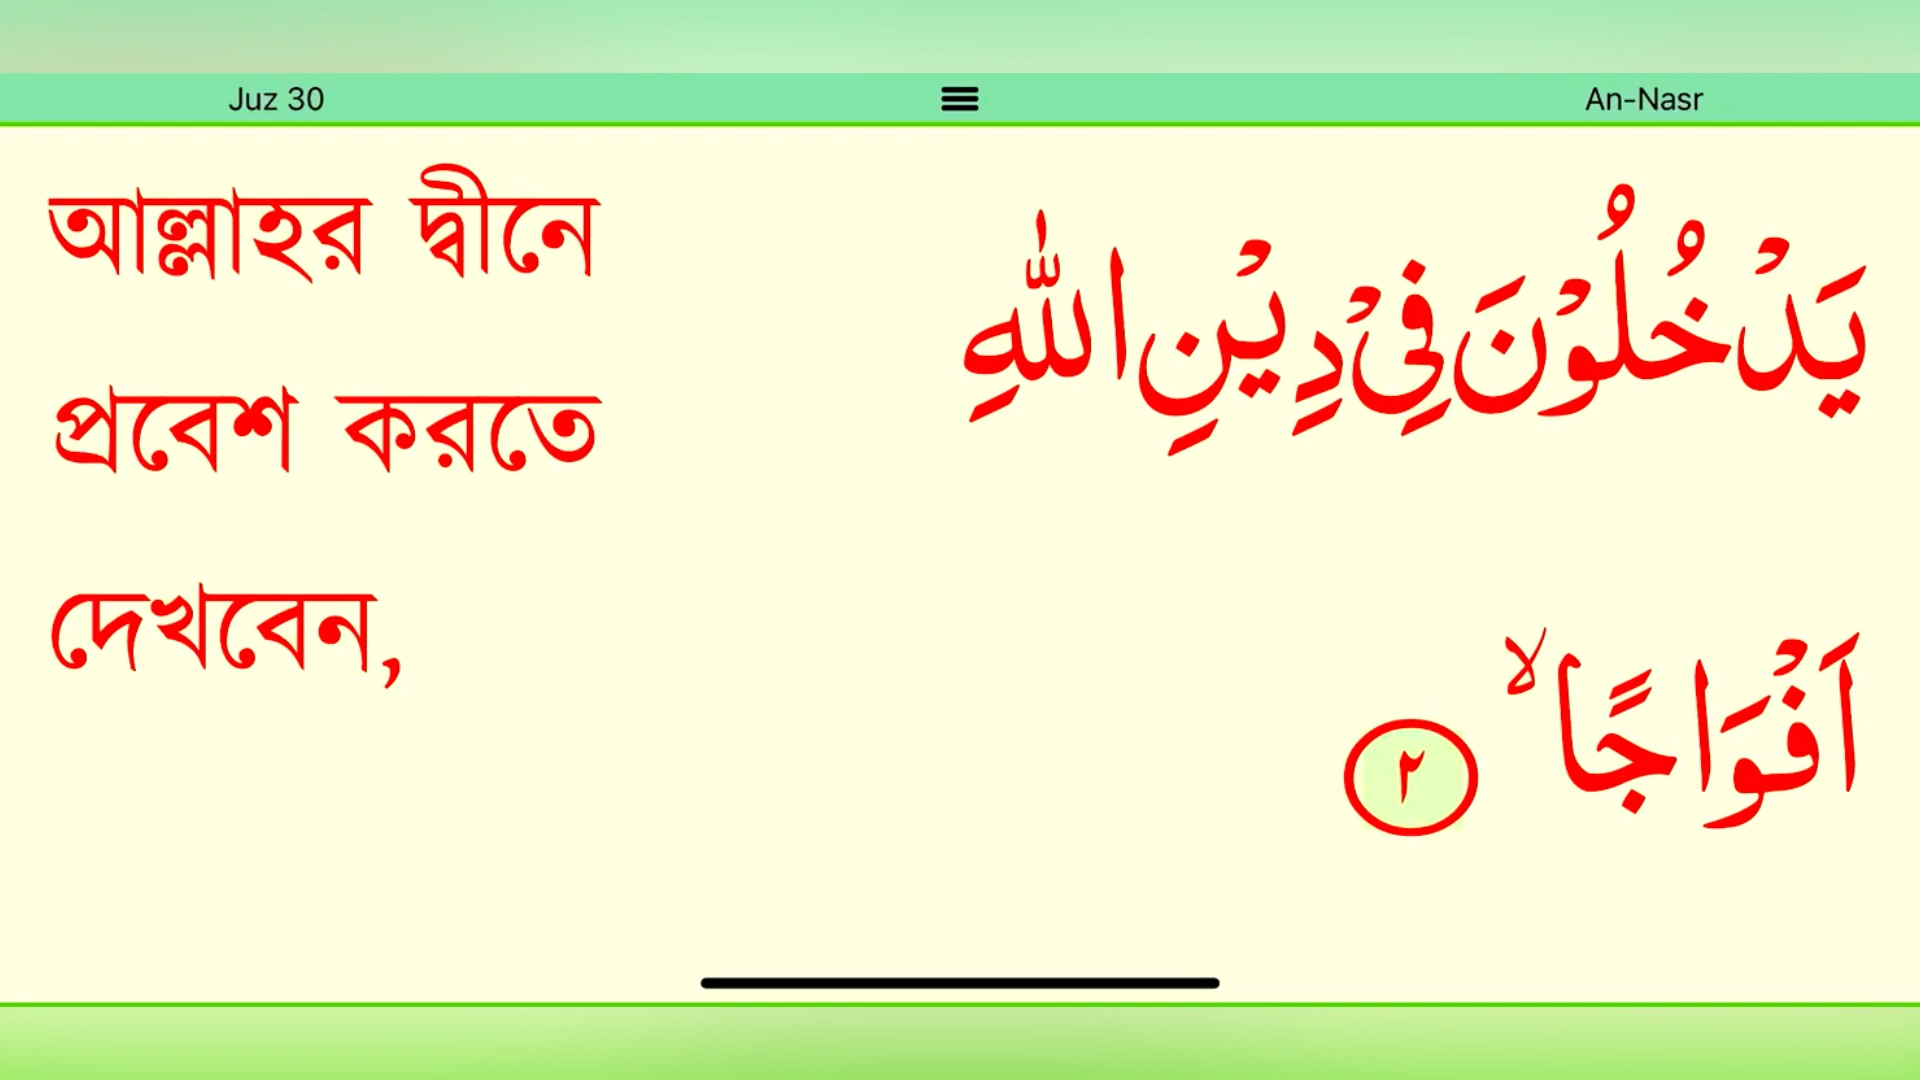 Juz 30
An-Nasr
আল্লাহর দ্বীনে
প্রবেশ করতে
দেখবেন,
يَدْخُلُوْنَ فِيْ دِيْنِ اللّٰهِ
اَفْوَاجًا ۙ ٢